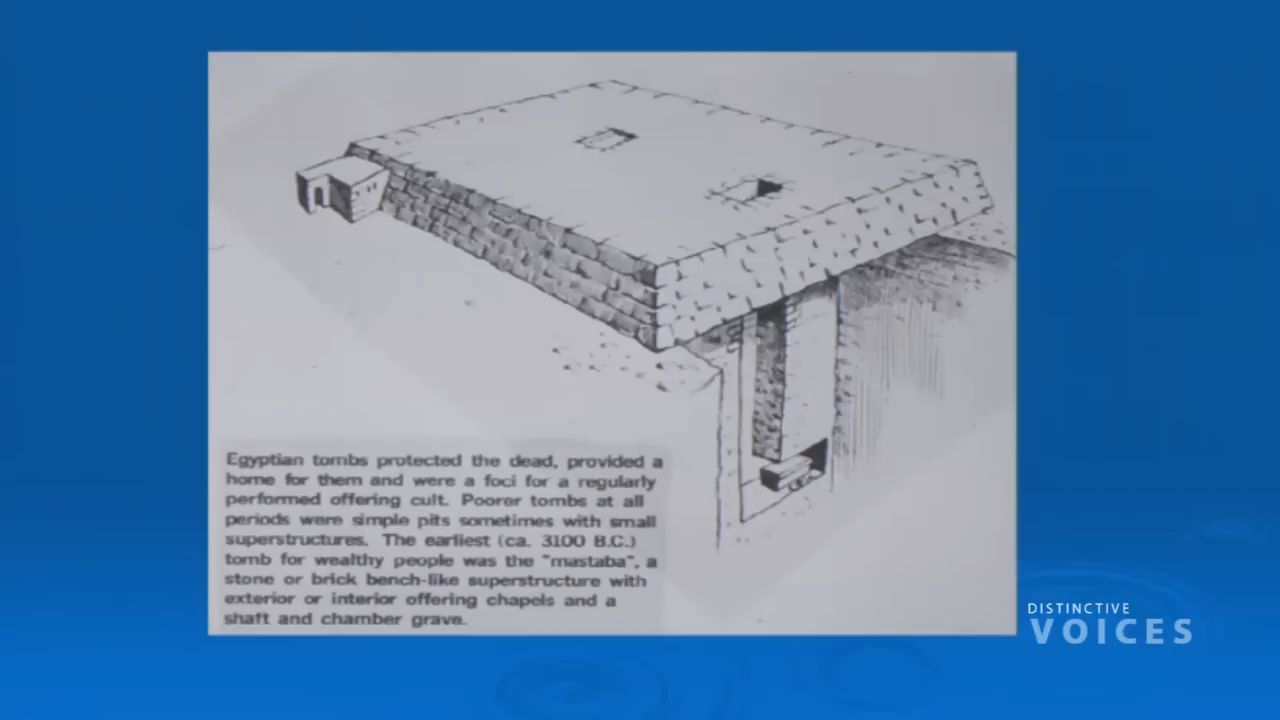 Egyptian tombs protected the dead, provided a
home for them and were a foci for a regularly
performed offering cult. Poorer tombs at all
periods were simple pits sometimes with small
superstructures. The earliest (ca. 3100 B.C.)
tomb for wealthy people was the "mastaba", a
stone or brick bench-like superstructure with
exterior or interior offering chapels and a
shaft and chamber grave.
DISTINCTIVE
VOICES